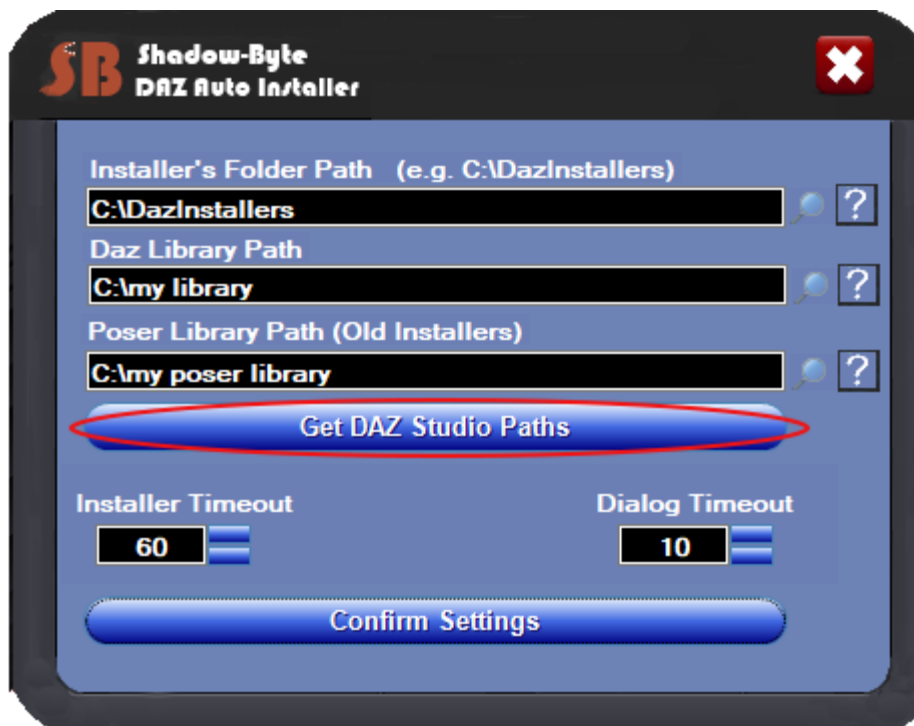 SB
Shadow-Byte
DAZ Auto Installer
Installer's Folder Path (e.g. C:\DazInstallers)
C:\DazInstallers
?
Daz Library Path
C:\my library
?
Poser Library Path (Old Installers)
C:\my poser library
?
Get DAZ Studio Paths
Installer Timeout Dialog Timeout
60 10
Confirm Settings